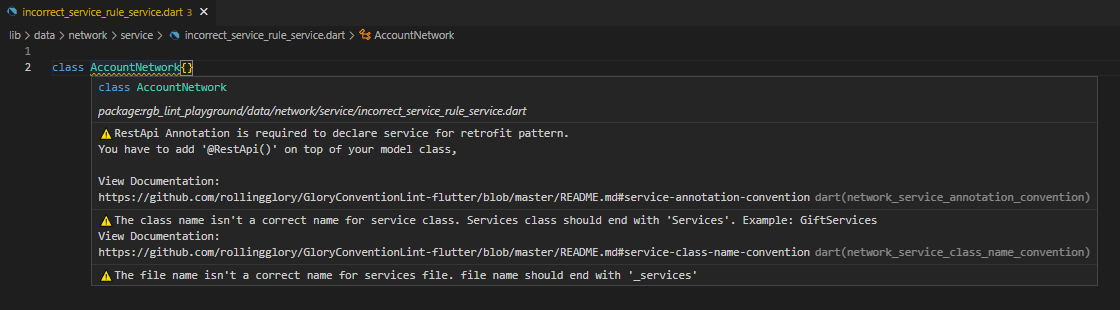 incorrect_service_rule_service.dart 3 ×
lib > data > network > service > incorrect_service_rule_service.dart > AccountNetwork
1
2 class AccountNetwork{}
class AccountNetwork
package:rgb_lint_playground/data/network/service/incorrect_service_rule_service.dart
⚠RestApi Annotation is required to declare service for retrofit pattern.
You have to add '@RestApi()' on top of your model class,
View Documentation:
https://github.com/rollingglory/GloryConventionLint-flutter/blob/master/README.md#service-annotation-convention dart(network_service_annotation_convention)
⚠The class name isn't a correct name for service class. Services class should end with 'Services'. Example: GiftServices
View Documentation:
https://github.com/rollingglory/GloryConventionLint-flutter/blob/master/README.md#service-class-name-convention dart(network_service_class_name_convention)
⚠The file name isn't a correct name for services file. file name should end with '_services'